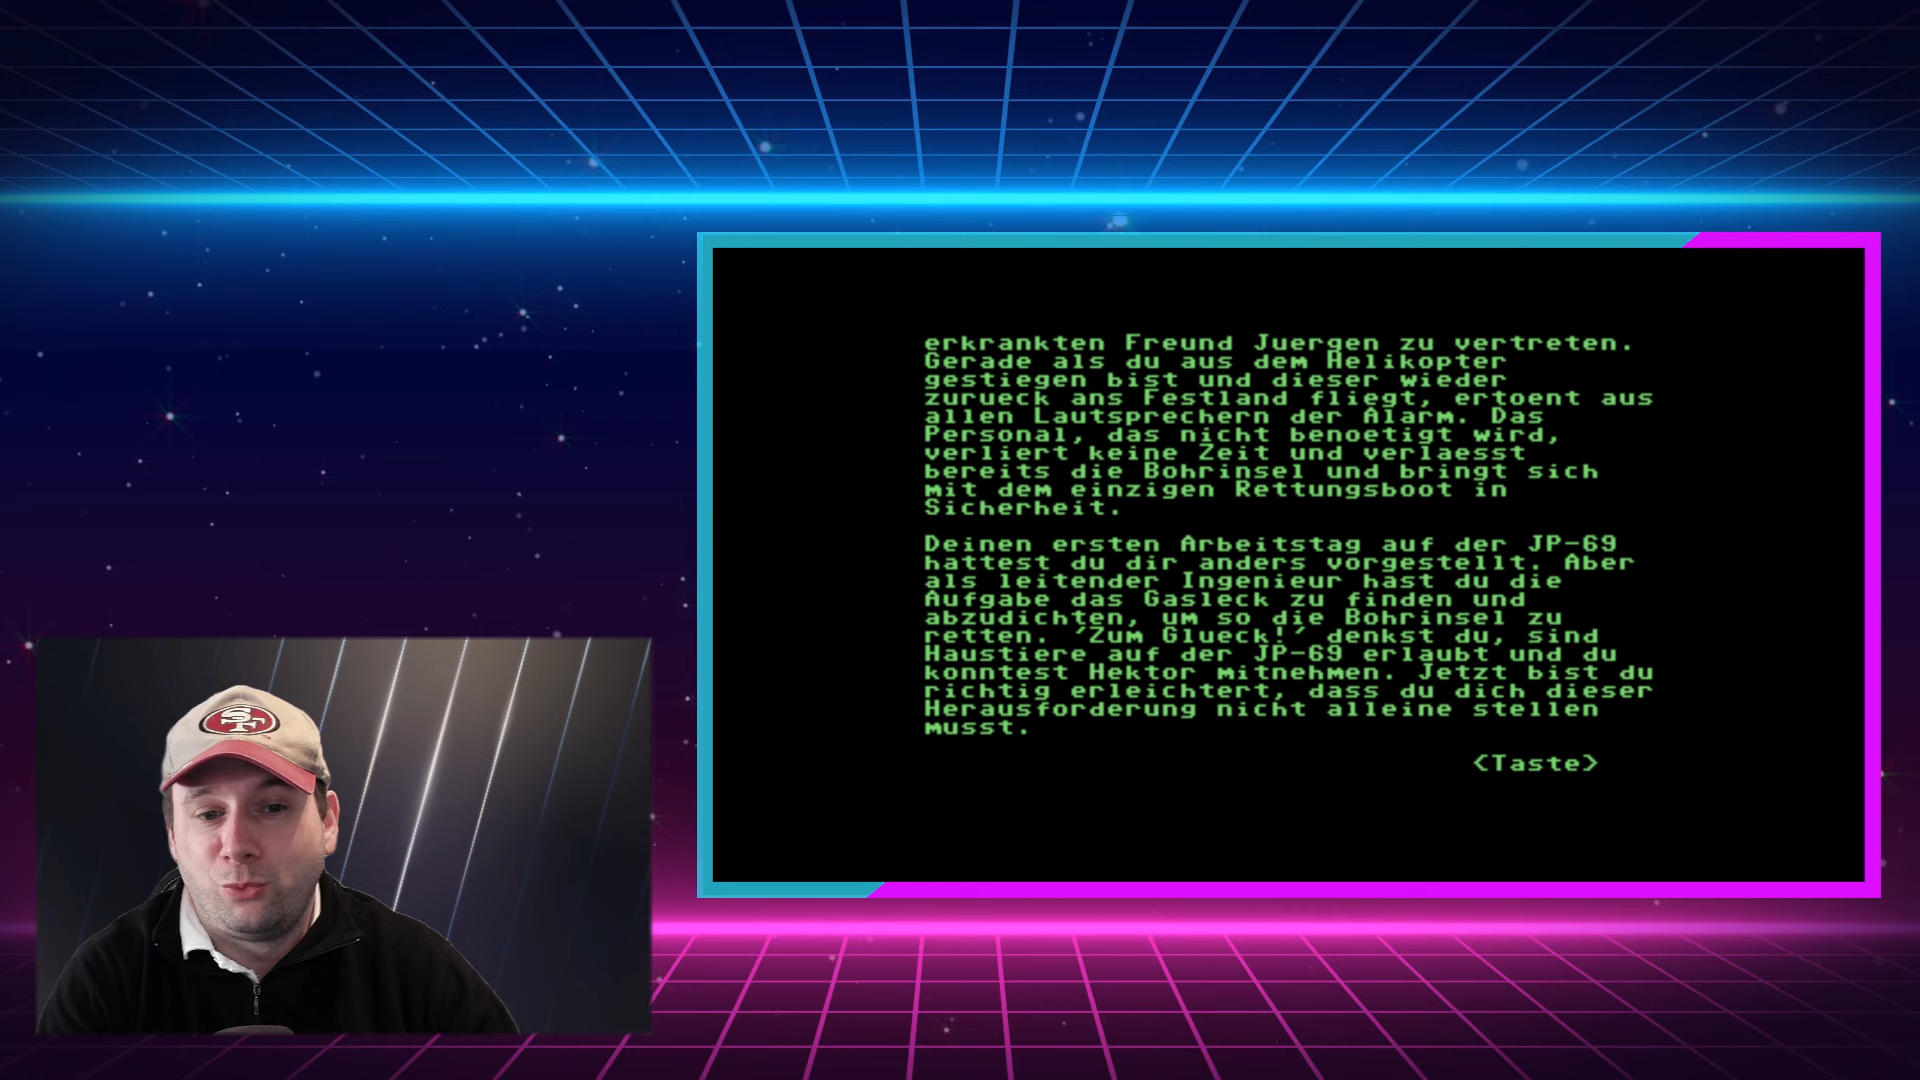 erkrankten Freund Juergen zu vertreten.
Gerade als du aus dem Helikopter
gestiegen bist und dieser wieder
zurueck ans Festland fliegt, ertoent aus
allen Lautsprechern der Alarm. Das
Personal, das nicht benoetigt wird,
verliert keine Zeit und verlaesst
bereits die Bohrinsel und bringt sich
mit dem einzigen Rettungsboot in
Sicherheit.
Deinen ersten Arbeitstag auf der JP-69
hattest du dir anders vorgestellt. Aber
als leitender Ingenieur hast du die
Aufgabe das Gasleck zu finden und
abzudichten, um so die Bohrinsel zu
retten. 'Zum Glueck!' denkst du, sind
Haustiere auf der JP-69 erlaubt und du
konntest Hektor mitnehmen. Jetzt bist du
richtig erleichtert, dass du dich dieser
Herausforderung nicht alleine stellen
musst.
<Taste>
SF